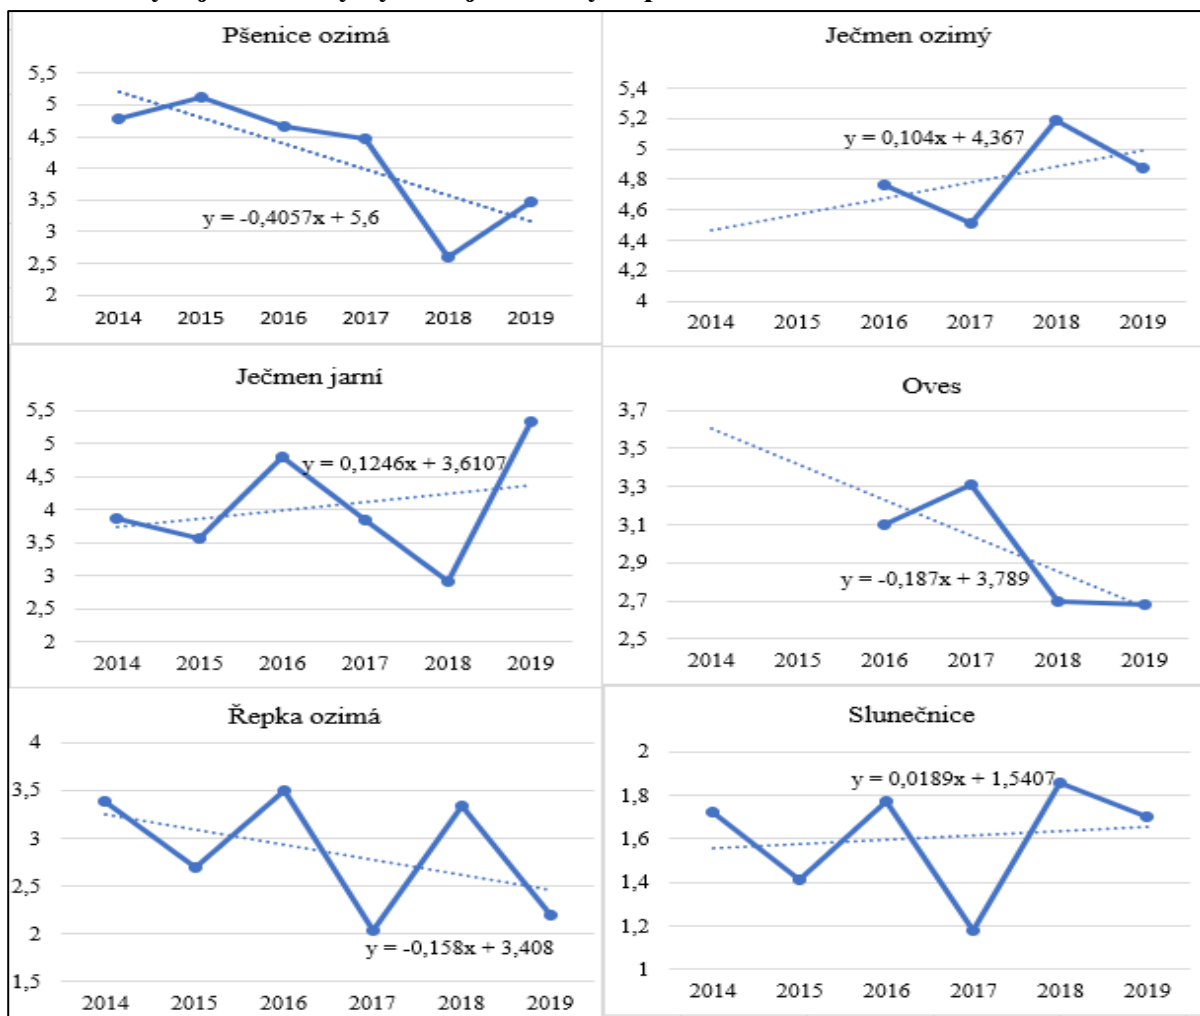 Pšenice ozimá
5,5
5
4,5
4
3,5
3
2,5
2
y = -0,4057x + 5,6
2014 2015 2016 2017 2018 2019
Ječmen ozimý
5,4
5,2
5
4,8
4,6
4,4
4,2
4
y = 0,104x + 4,367
2014 2015 2016 2017 2018 2019
Ječmen jarní
5,5
5
4,5
4
3,5
3
2,5
2
y = 0,1246x + 3,6107
2014 2015 2016 2017 2018 2019
Oves
3,7
3,5
3,3
3,1
2,9
2,7
2,5
y = -0,187x + 3,789
2014 2015 2016 2017 2018 2019
Řepka ozimá
4
3,5
3
2,5
2
1,5
y = -0,158x + 3,408
2014 2015 2016 2017 2018 2019
Slunečnice
2
1,8
1,6
1,4
1,2
1
y = 0,0189x + 1,5407
2014 2015 2016 2017 2018 2019